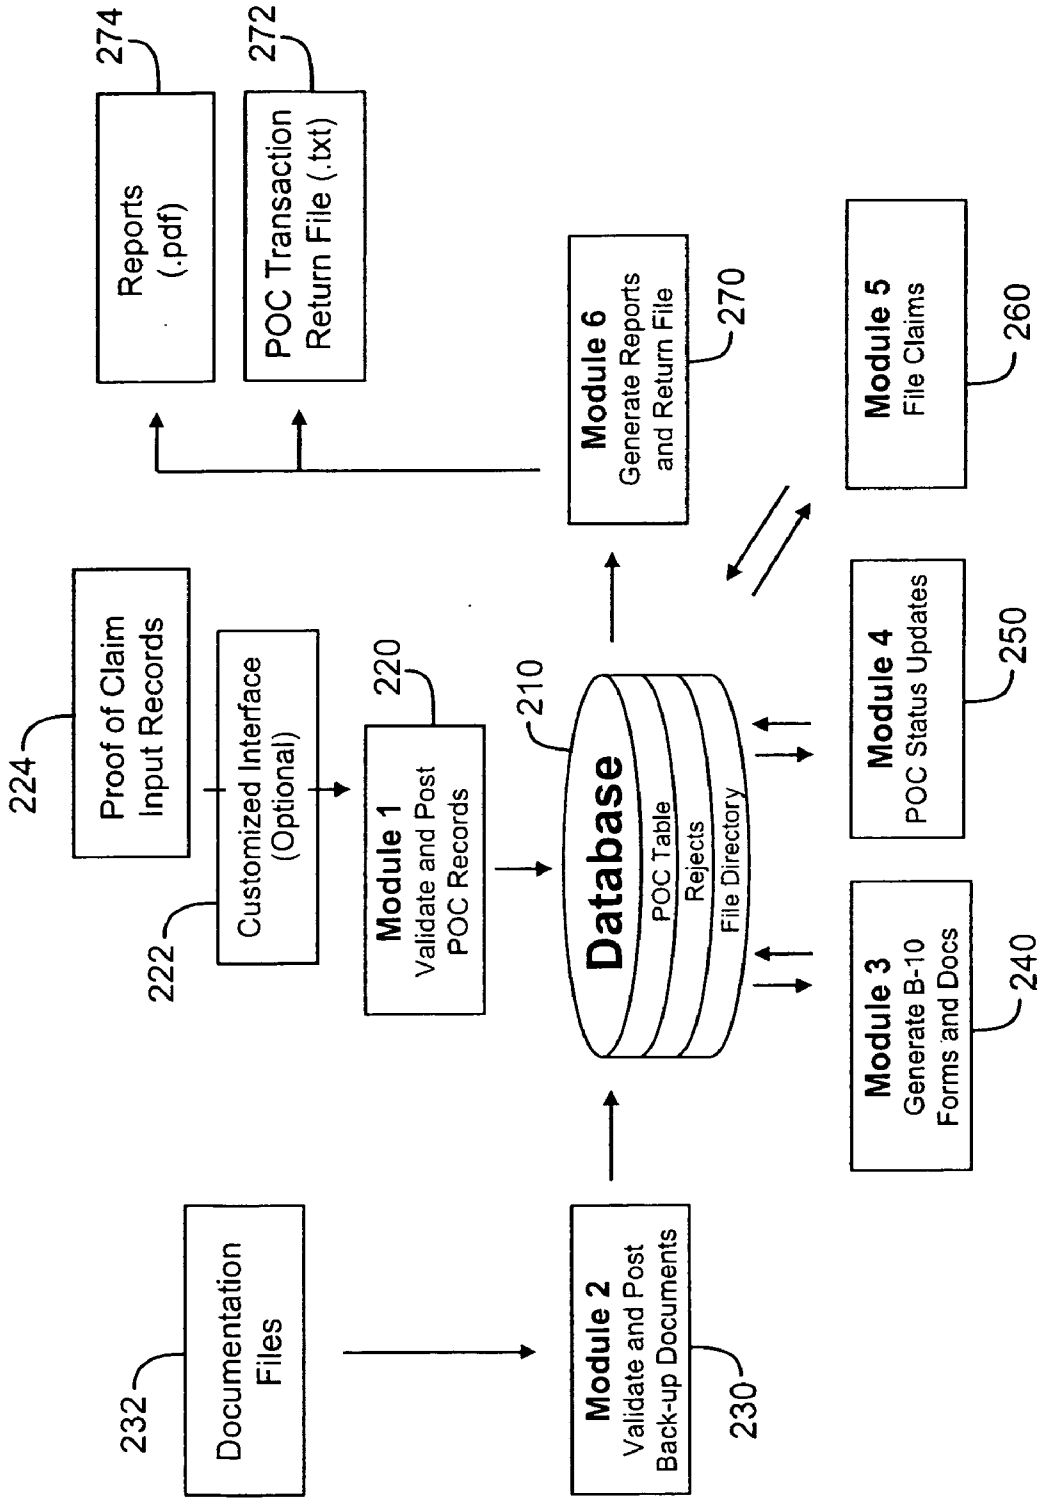 224
Proof of Claim
Input Records
222
Customized Interface
(Optional)
220
Module 1
Validate and Post
POC Records
232
Documentation
Files
274
Reports
(.pdf)
272
POC Transaction
Return File (.txt)
230
Module 2
Validate and Post
Back-up Documents
210
Database
POC Table
Rejects
File Directory
270
Module 6
Generate Reports
and Return File
240
Module 3
Generate B-10
Forms and Docs
250
Module 4
POC Status Updates
260
Module 5
File Claims